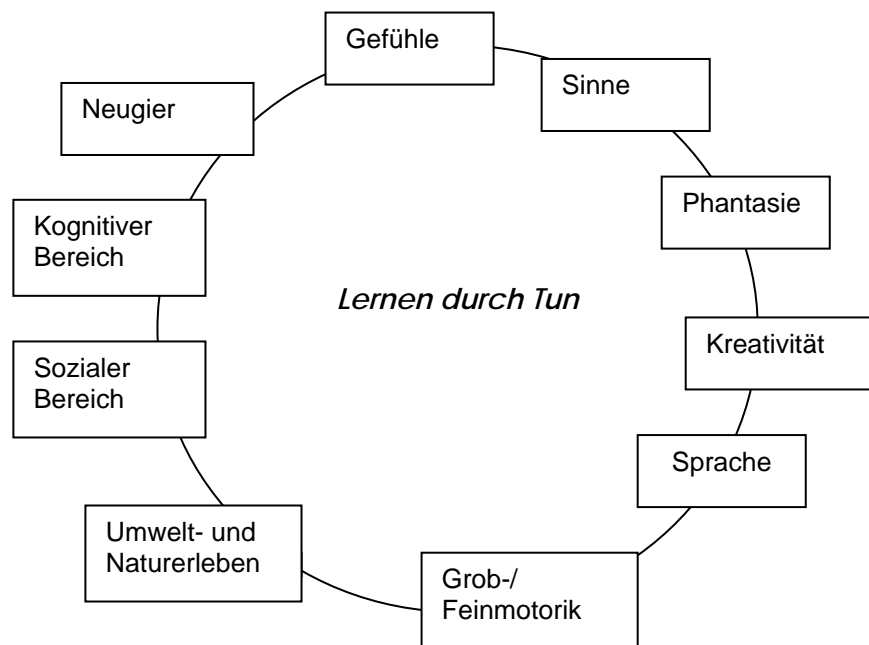 Gefühle
Sinne
Neugier
Phantasie
Kognitiver
Bereich
Lernen durch Tun
Kreativität
Sozialer
Bereich
Sprache
Umwelt- und
Naturerleben
Grob-/
Feinmotorik